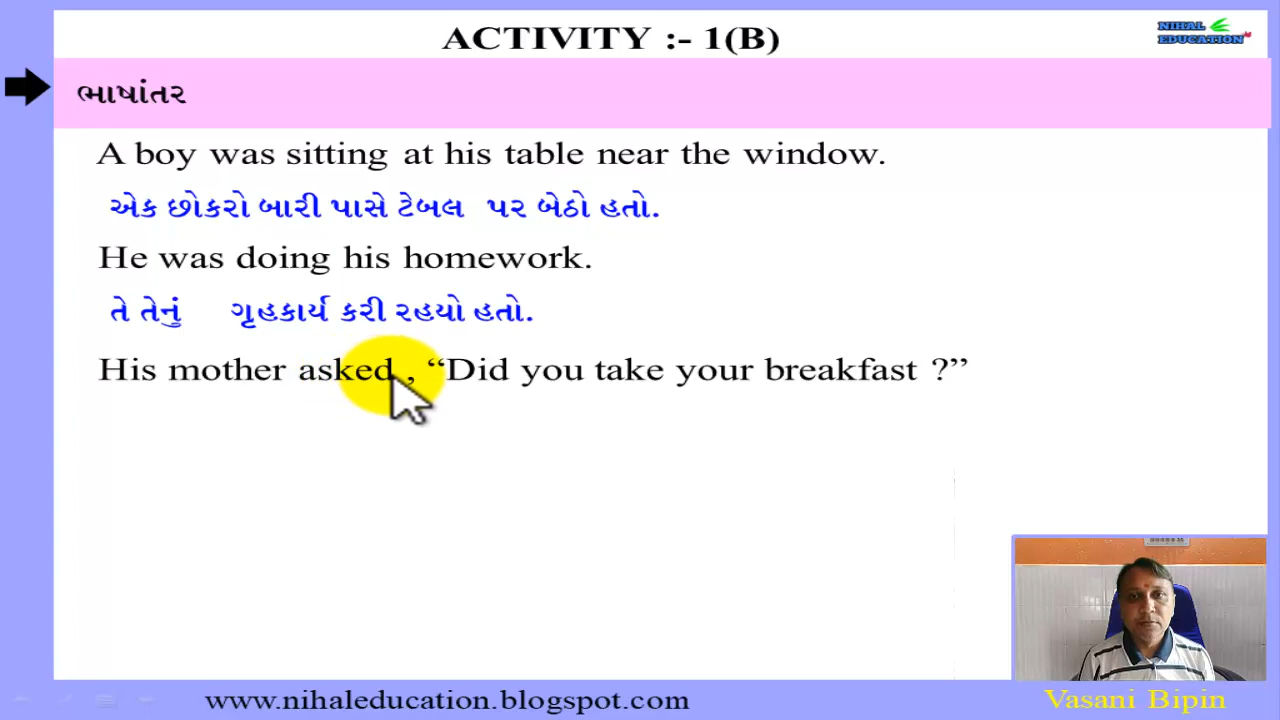 ACTIVITY :- 1(B)
NIHAL
EDUCATION
ભાષાંતર
A boy was sitting at his table near the window.
એક છોકરો બારી પાસે ટેબલ પર બેઠો હતો.
He was doing his homework.
તે તેનું ગૃહકાર્ય કરી રહયો હતો.
His mother asked , “Did you take your breakfast ?”
www.nihaleducation.blogspot.com
Vasani Bipin